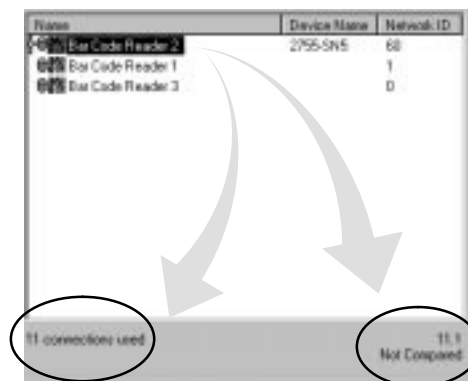 Name Device Name Network ID
Bar Code Reader 2 2755-SN5 60
Bar Code Reader 1 1
Bar Code Reader 3 0
11 connections used 11.1
Not Compared